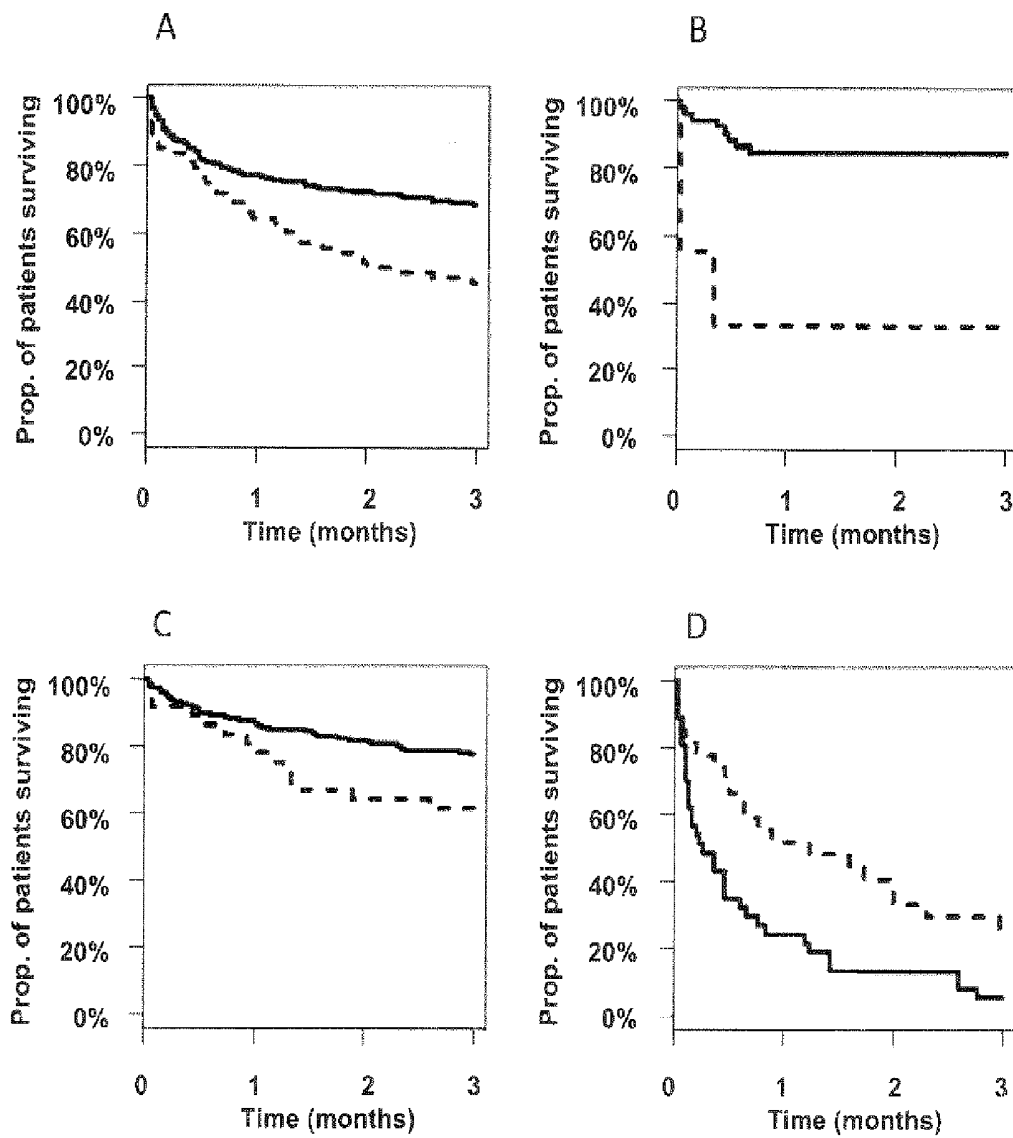 A
Prop. of patients surviving
100%
80%
60%
40%
20%
0%
0 1 2 3
Time (months)
B
Prop. of patients surviving
100%
80%
60%
40%
20%
0%
0 1 2 3
Time (months)
C
Prop. of patients surviving
100%
80%
60%
40%
20%
0%
0 1 2 3
Time (months)
D
Prop. of patients surviving
100%
80%
60%
40%
20%
0%
0 1 2 3
Time (months)